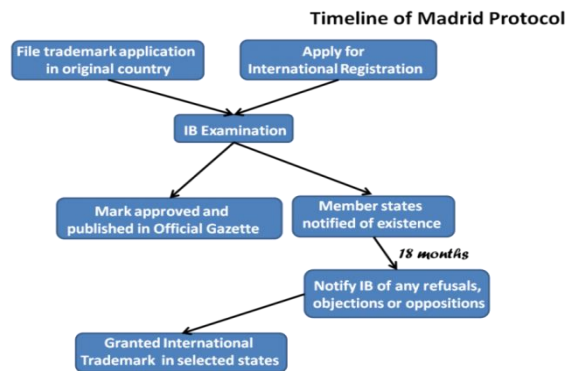 Timeline of Madrid Protocol
File trademark application
in original country
Apply for
International Registration
IB Examination
Mark approved and
published in Official Gazette
Member states
notified of existence
18 months
Notify IB of any refusals,
objections or oppositions
Granted International
Trademark in selected states